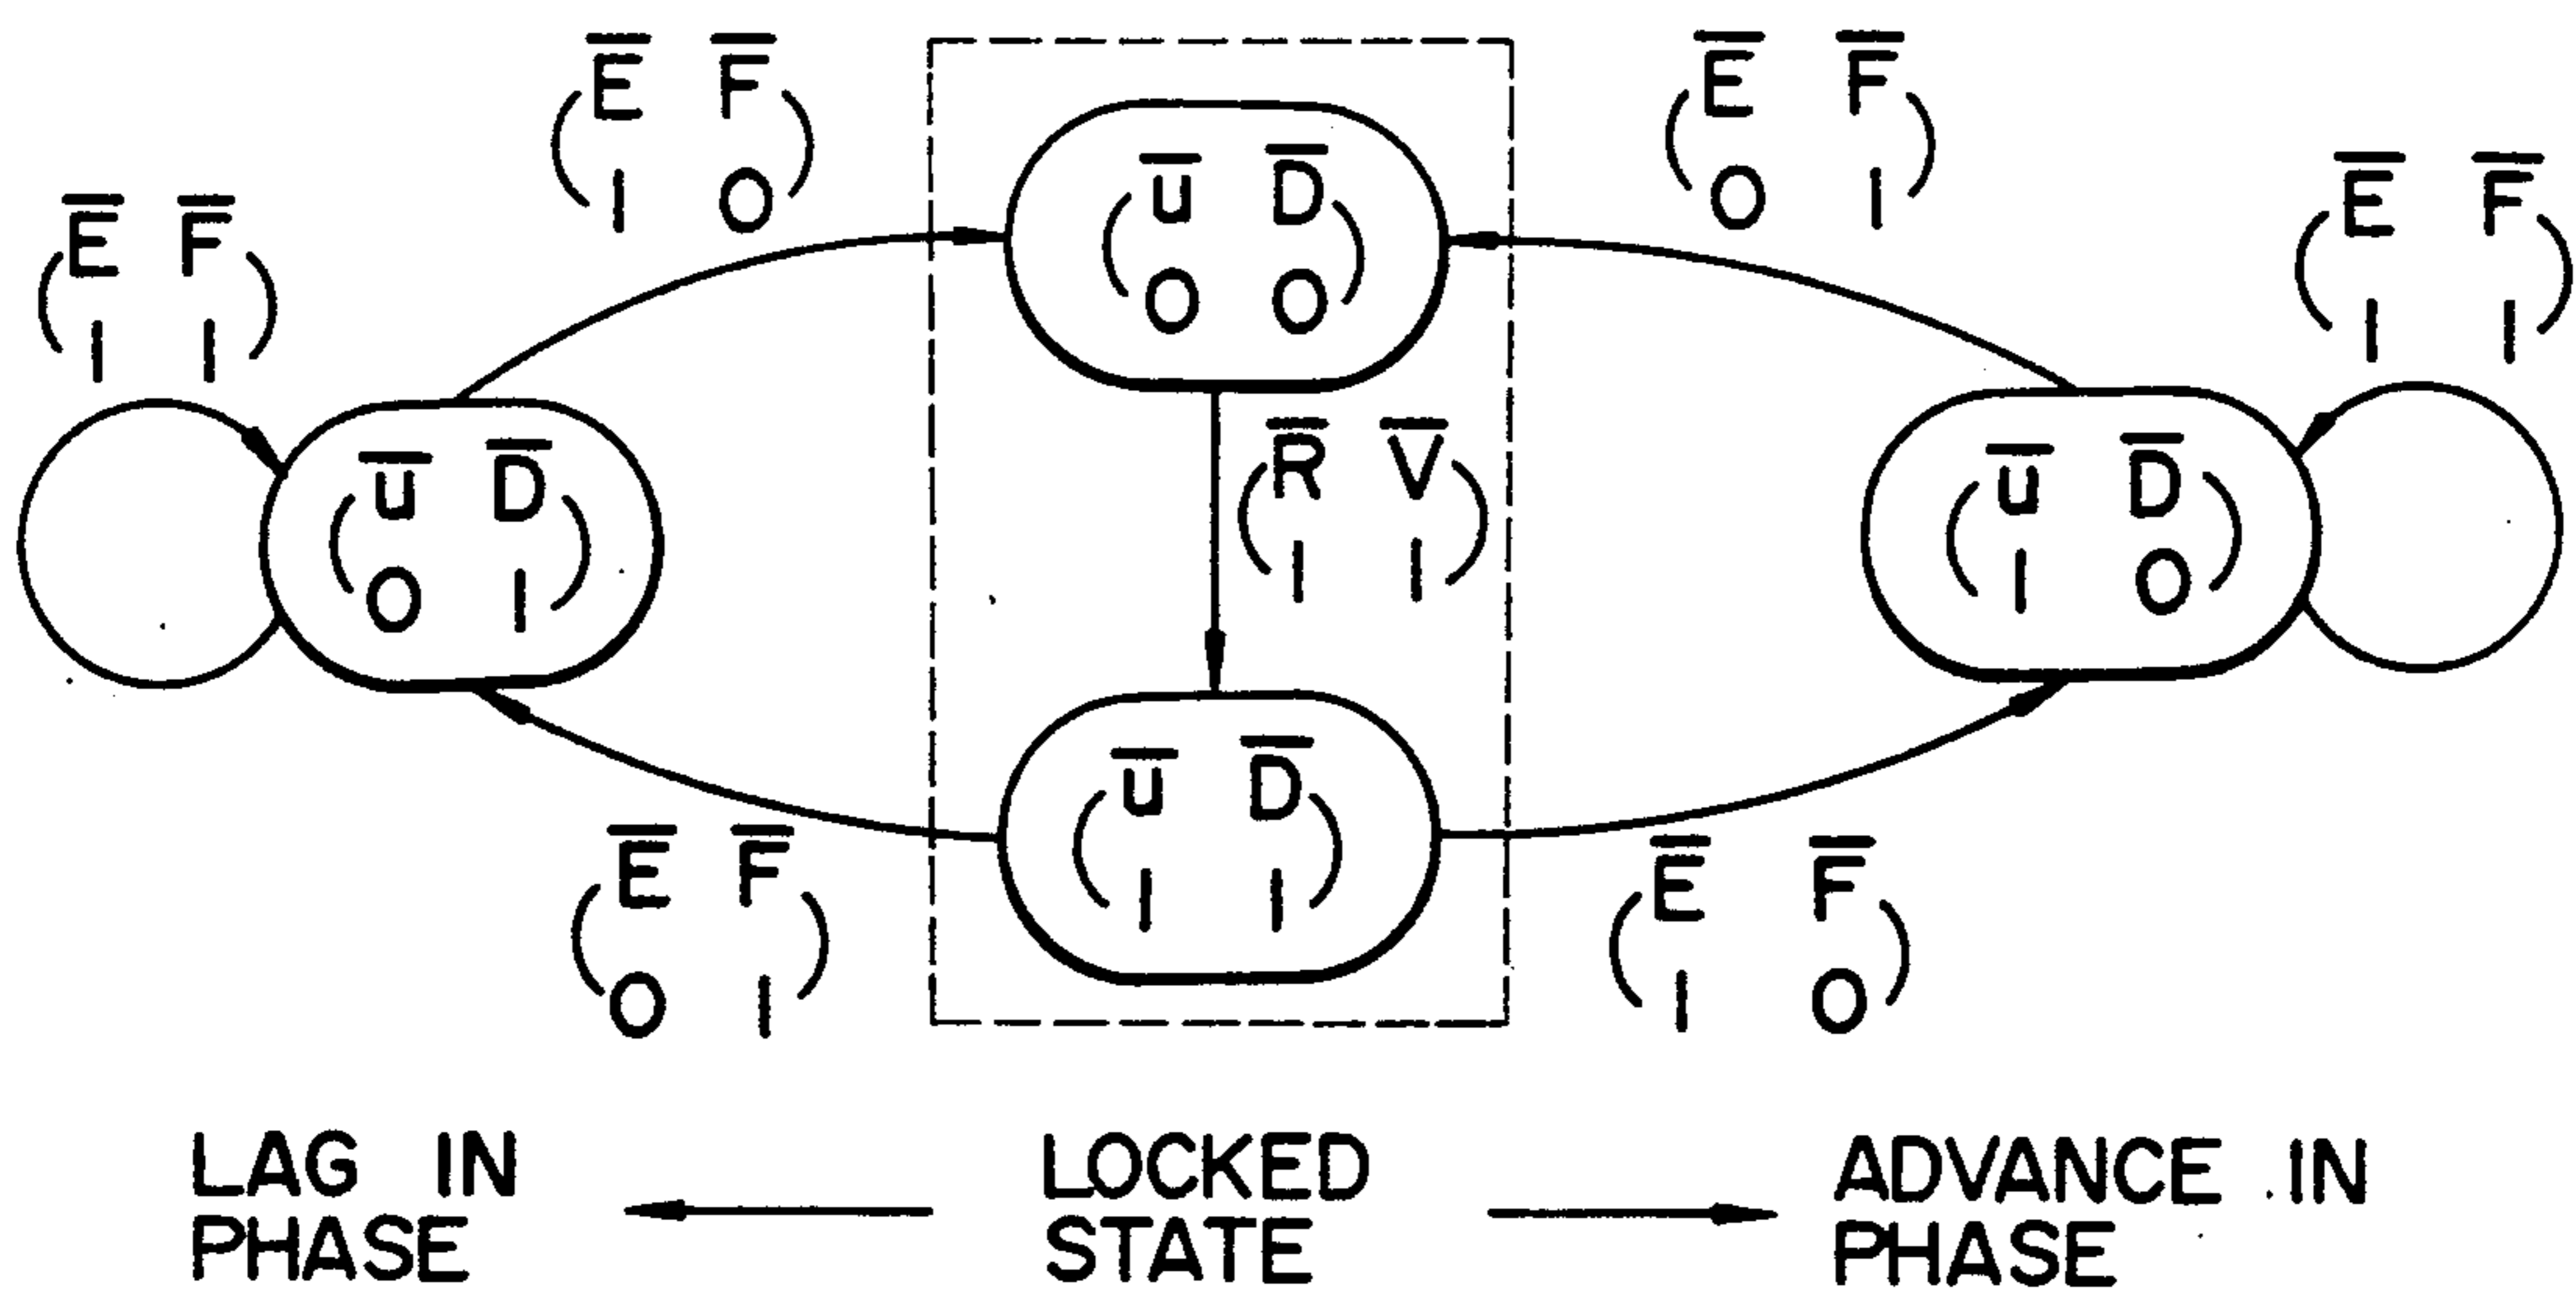 E̅ F̅
( 1 0 )
E̅ F̅
( 0 1 )
E̅ F̅
( 1 1 )
E̅ F̅
( 1 1 )
u̅ D̅
( 0 0 )
u̅ D̅
( 0 1 )
R̅ V̅
( 1 1 )
u̅ D̅
( 1 0 )
u̅ D̅
( 1 1 )
E̅ F̅
( 0 1 )
E̅ F̅
( 1 0 )
LAG IN
PHASE
LOCKED
STATE
ADVANCE IN
PHASE